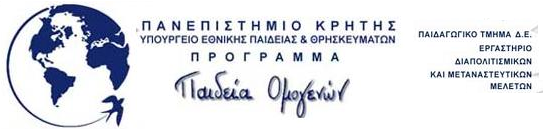 ΠΑΝΕΠΙΣΤΗΜΙΟ ΚΡΗΤΗΣ
ΥΠΟΥΡΓΕΙΟ ΕΘΝΙΚΗΣ ΠΑΙΔΕΙΑΣ & ΘΡΗΣΚΕΥΜΑΤΩΝ
ΠΡΟΓΡΑΜΜΑ
Παιδεία Ομογενών
ΠΑΙΔΑΓΩΓΙΚΟ ΤΜΗΜΑ Δ.Ε.
ΕΡΓΑΣΤΗΡΙΟ
ΔΙΑΠΟΛΙΤΙΣΜΙΚΩΝ
ΚΑΙ ΜΕΤΑΝΑΣΤΕΥΤΙΚΩΝ
ΜΕΛΕΤΩΝ